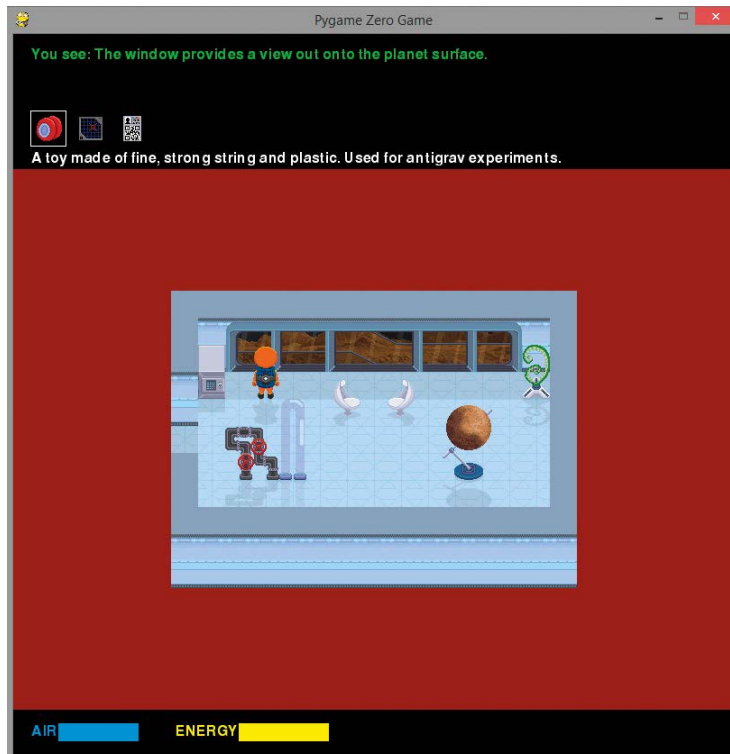 Pygame Zero Game
You see: The window provides a view out onto the planet surface.
A toy made of fine, strong string and plastic. Used for antigrav experiments.
AIR ENERGY